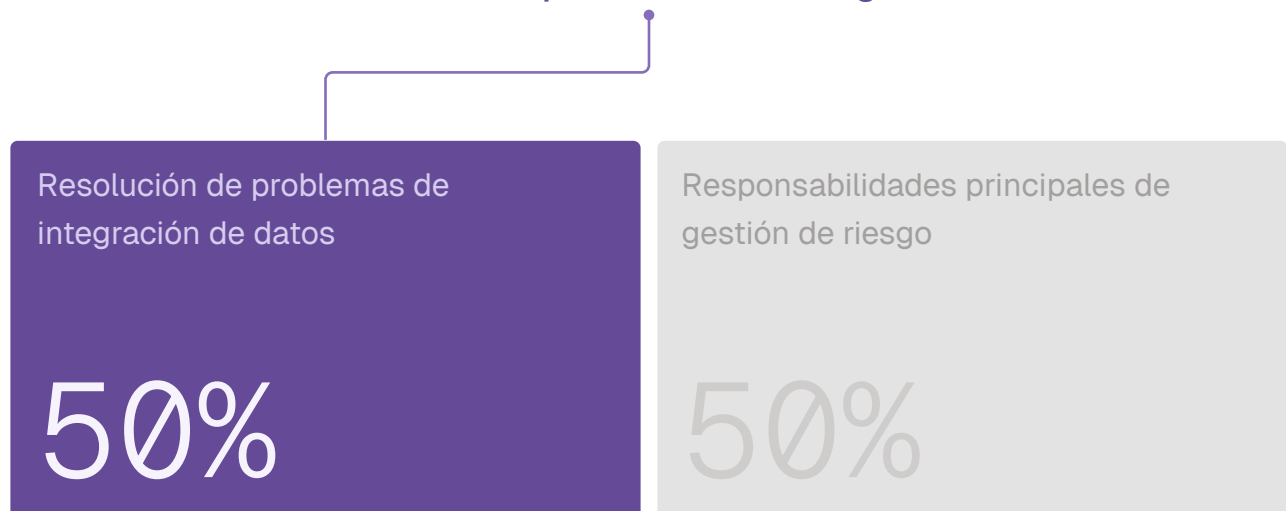 Resolución de problemas de
integración de datos
Responsabilidades principales de
gestión de riesgo
50%
50%